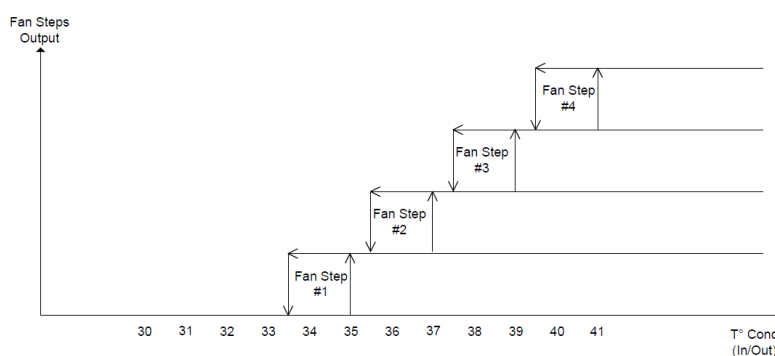 Fan Steps
Output
Fan Step
#4
Fan Step
#3
Fan Step
#2
Fan Step
#1
30 31 32 33 34 35 36 37 38 39 40 41
T° Cond
(In/Out)